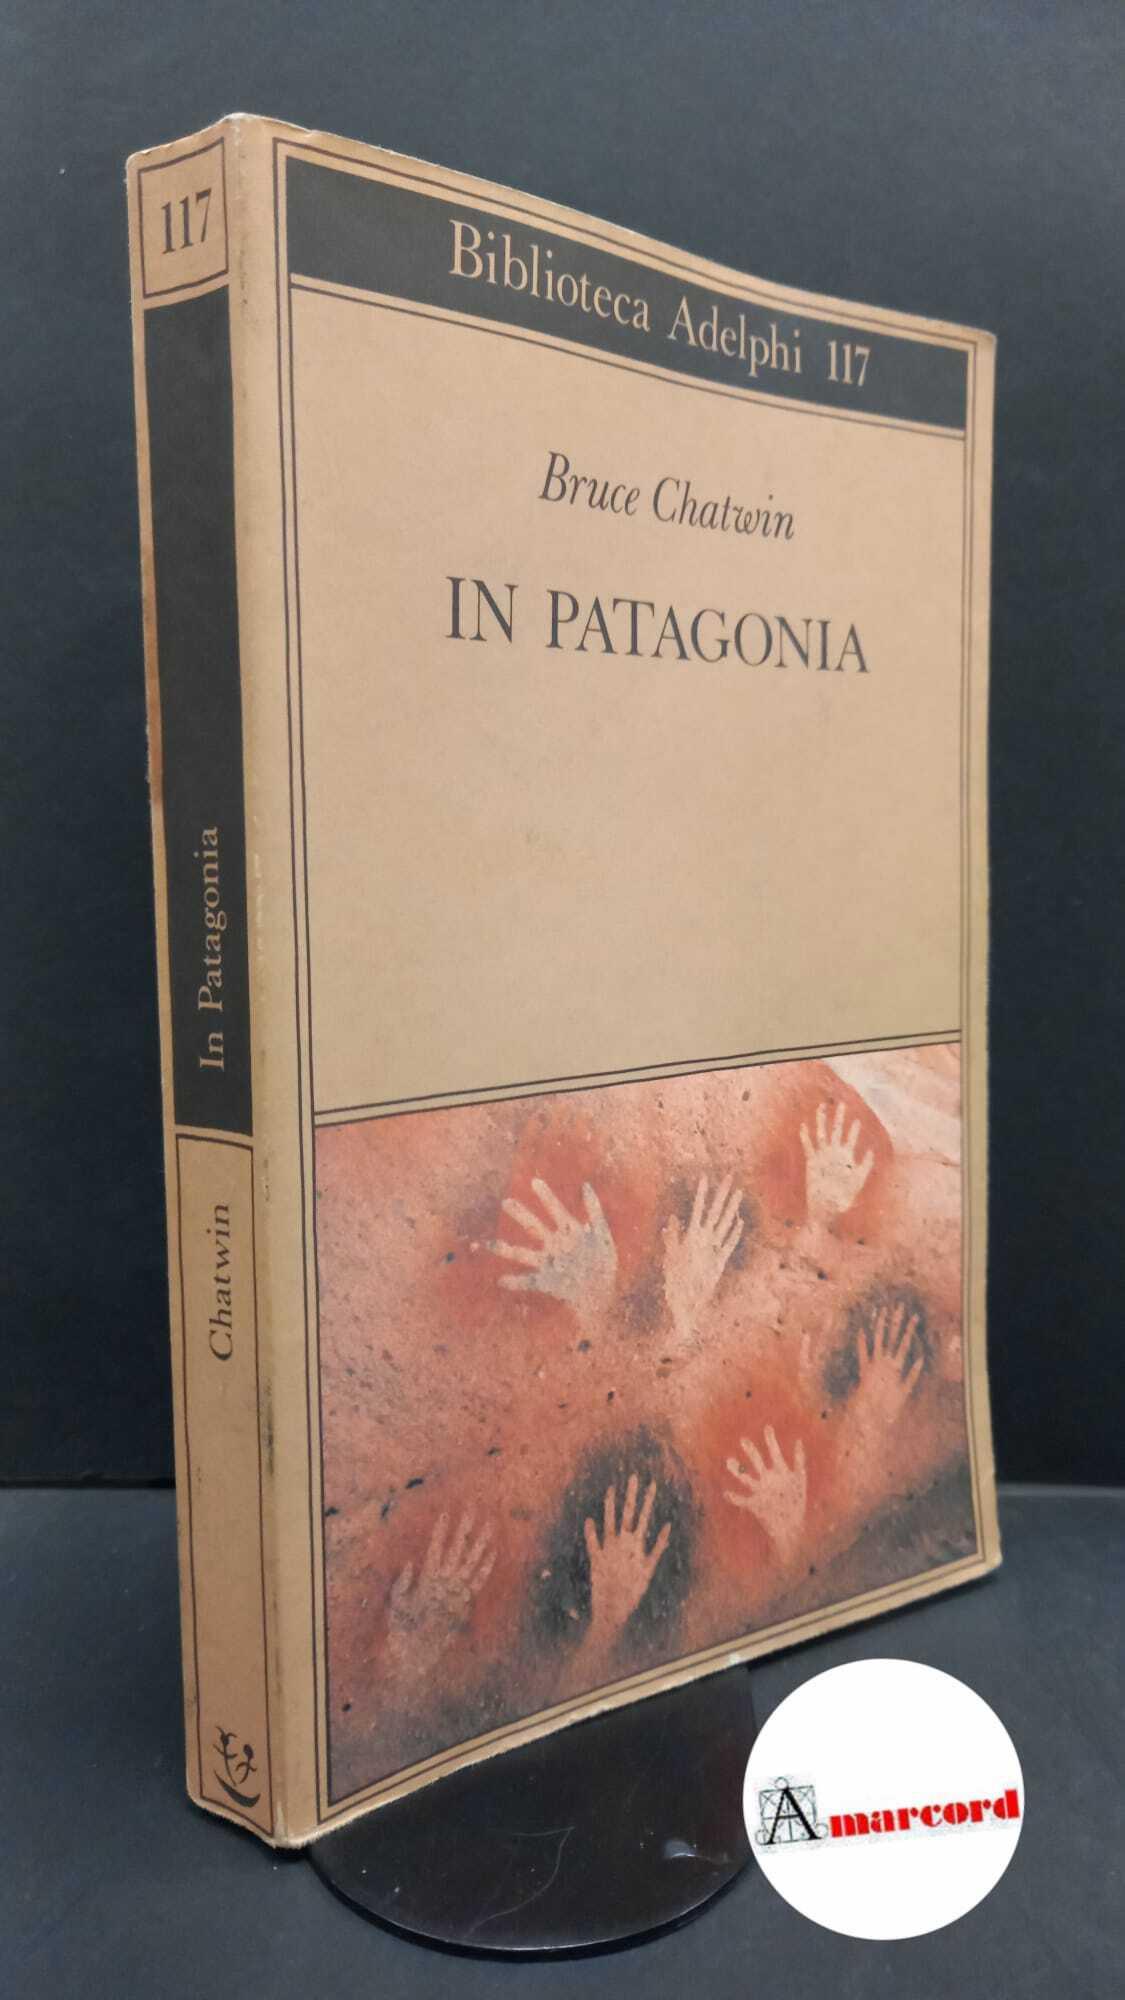 117
In Patagonia
Chatwin
Biblioteca Adelphi 117
Bruce Chatwin
IN PATAGONIA
Amarcord